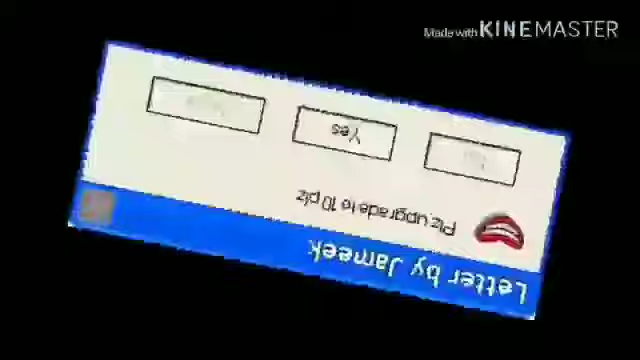 Made with KINEMASTER
Letter by Jameek
Plz upgrade to 10 plz
Yes